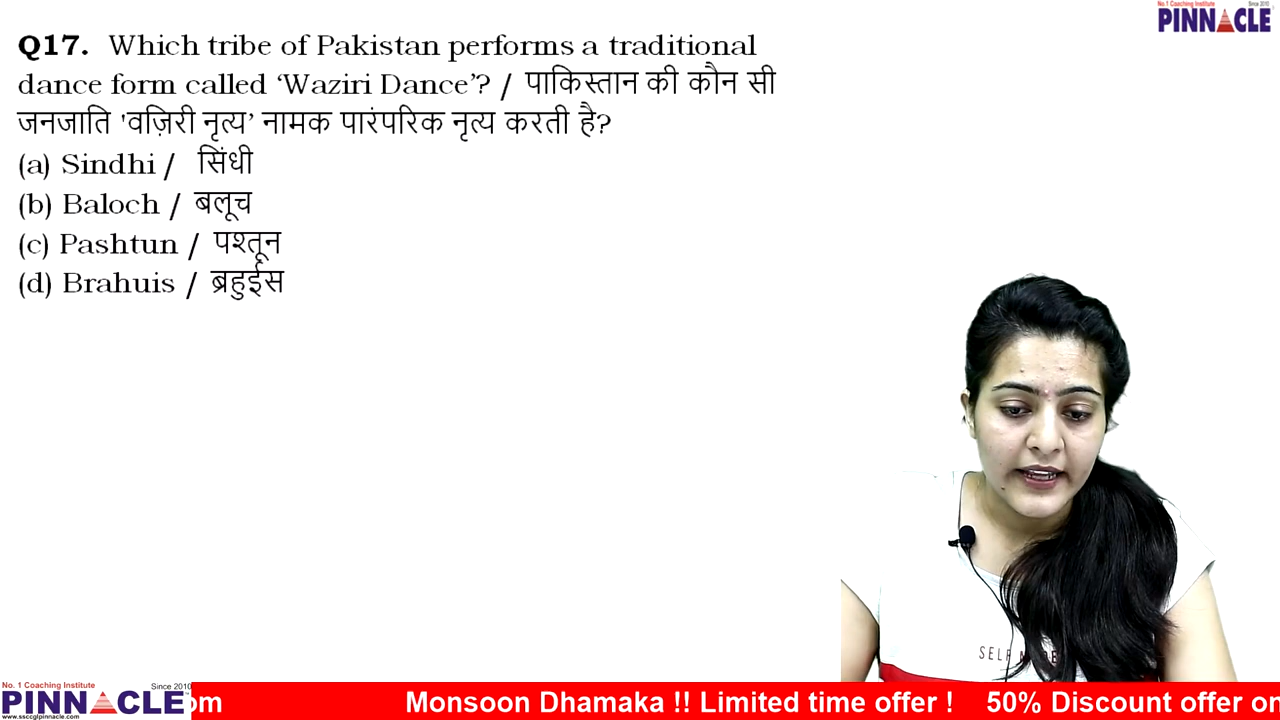 No. 1 Coaching Institute Since 2010
PINNACLE
Q17. Which tribe of Pakistan performs a traditional
dance form called ‘Waziri Dance’? / पाकिस्तान की कौन सी
जनजाति 'वज़िरी नृत्य’ नामक पारंपरिक नृत्य करती है?
(a) Sindhi / सिंधी
(b) Baloch / बलूच
(c) Pashtun / पश्तून
(d) Brahuis / ब्रहुईस
No. 1 Coaching Institute Since 2010
PINNACLE
www.ssccglpinnacle.com
om Monsoon Dhamaka !! Limited time offer ! 50% Discount offer on